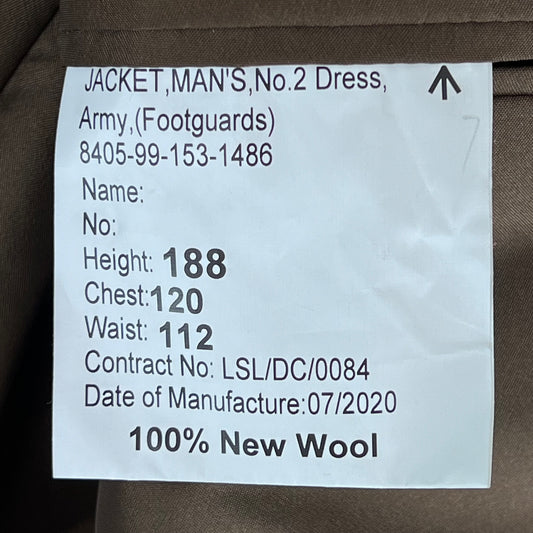 JACKET,MAN'S,No.2 Dress,
Army,(Footguards)
8405-99-153-1486
Name:
No:
Height: 188
Chest:120
Waist: 112
Contract No: LSL/DC/0084
Date of Manufacture:07/2020
100% New Wool